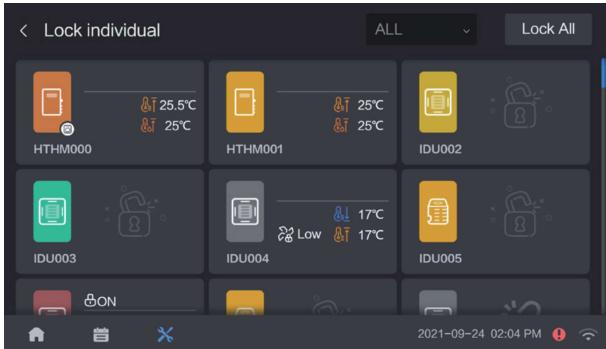 Lock individual
ALL
Lock All
25.5℃
25℃
HTHM000
25℃
25℃
HTHM001
IDU002
IDU003
17℃
Low 17℃
IDU004
IDU005
ON
2021-09-24 02:04 PM